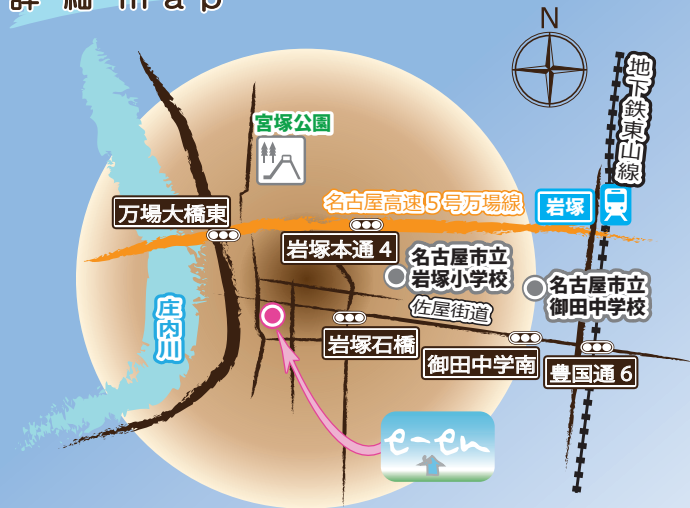 詳細map
N
地下鉄東山線
宮塚公園
名古屋高速5号万場線
岩塚
万場大橋東
岩塚本通4
名古屋市立
岩塚小学校
名古屋市立
御田中学校
佐屋街道
庄内川
岩塚石橋
御田中学南
豊国通6
e-en